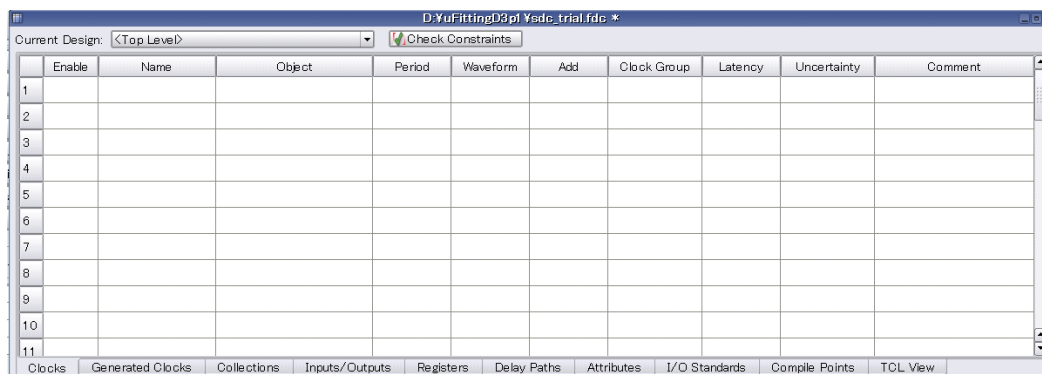 D:¥uFittingD3p1¥sdc_trial.fdc *
Current Design: <Top Level> Check Constraints
Enable Name Object Period Waveform Add Clock Group Latency Uncertainty Comment
1
2
3
4
5
6
7
8
9
10
11
Clocks Generated Clocks Collections Inputs/Outputs Registers Delay Paths Attributes I/O Standards Compile Points TCL View